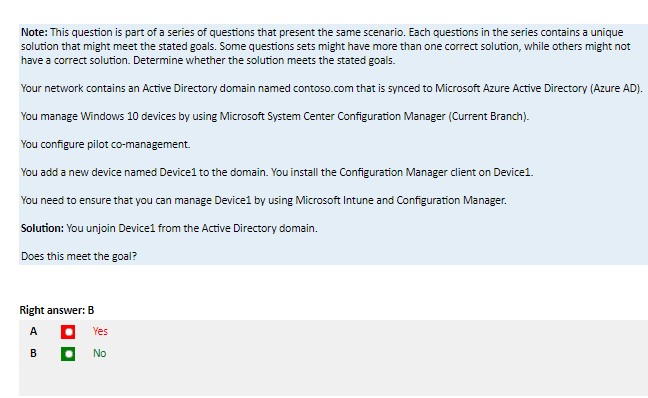 Note: This question is part of a series of questions that present the same scenario. Each questions in the series contains a unique
solution that might meet the stated goals. Some questions sets might have more than one correct solution, while others might not
have a correct solution. Determine whether the solution meets the stated goals.
Your network contains an Active Directory domain named contoso.com that is synced to Microsoft Azure Active Directory (Azure AD).
You manage Windows 10 devices by using Microsoft System Center Configuration Manager (Current Branch).
You configure pilot co-management.
You add a new device named Device1 to the domain. You install the Configuration Manager client on Device1.
You need to ensure that you can manage Device1 by using Microsoft Intune and Configuration Manager.
Solution: You unjoin Device1 from the Active Directory domain.
Does this meet the goal?
Right answer: B
A Yes
B No